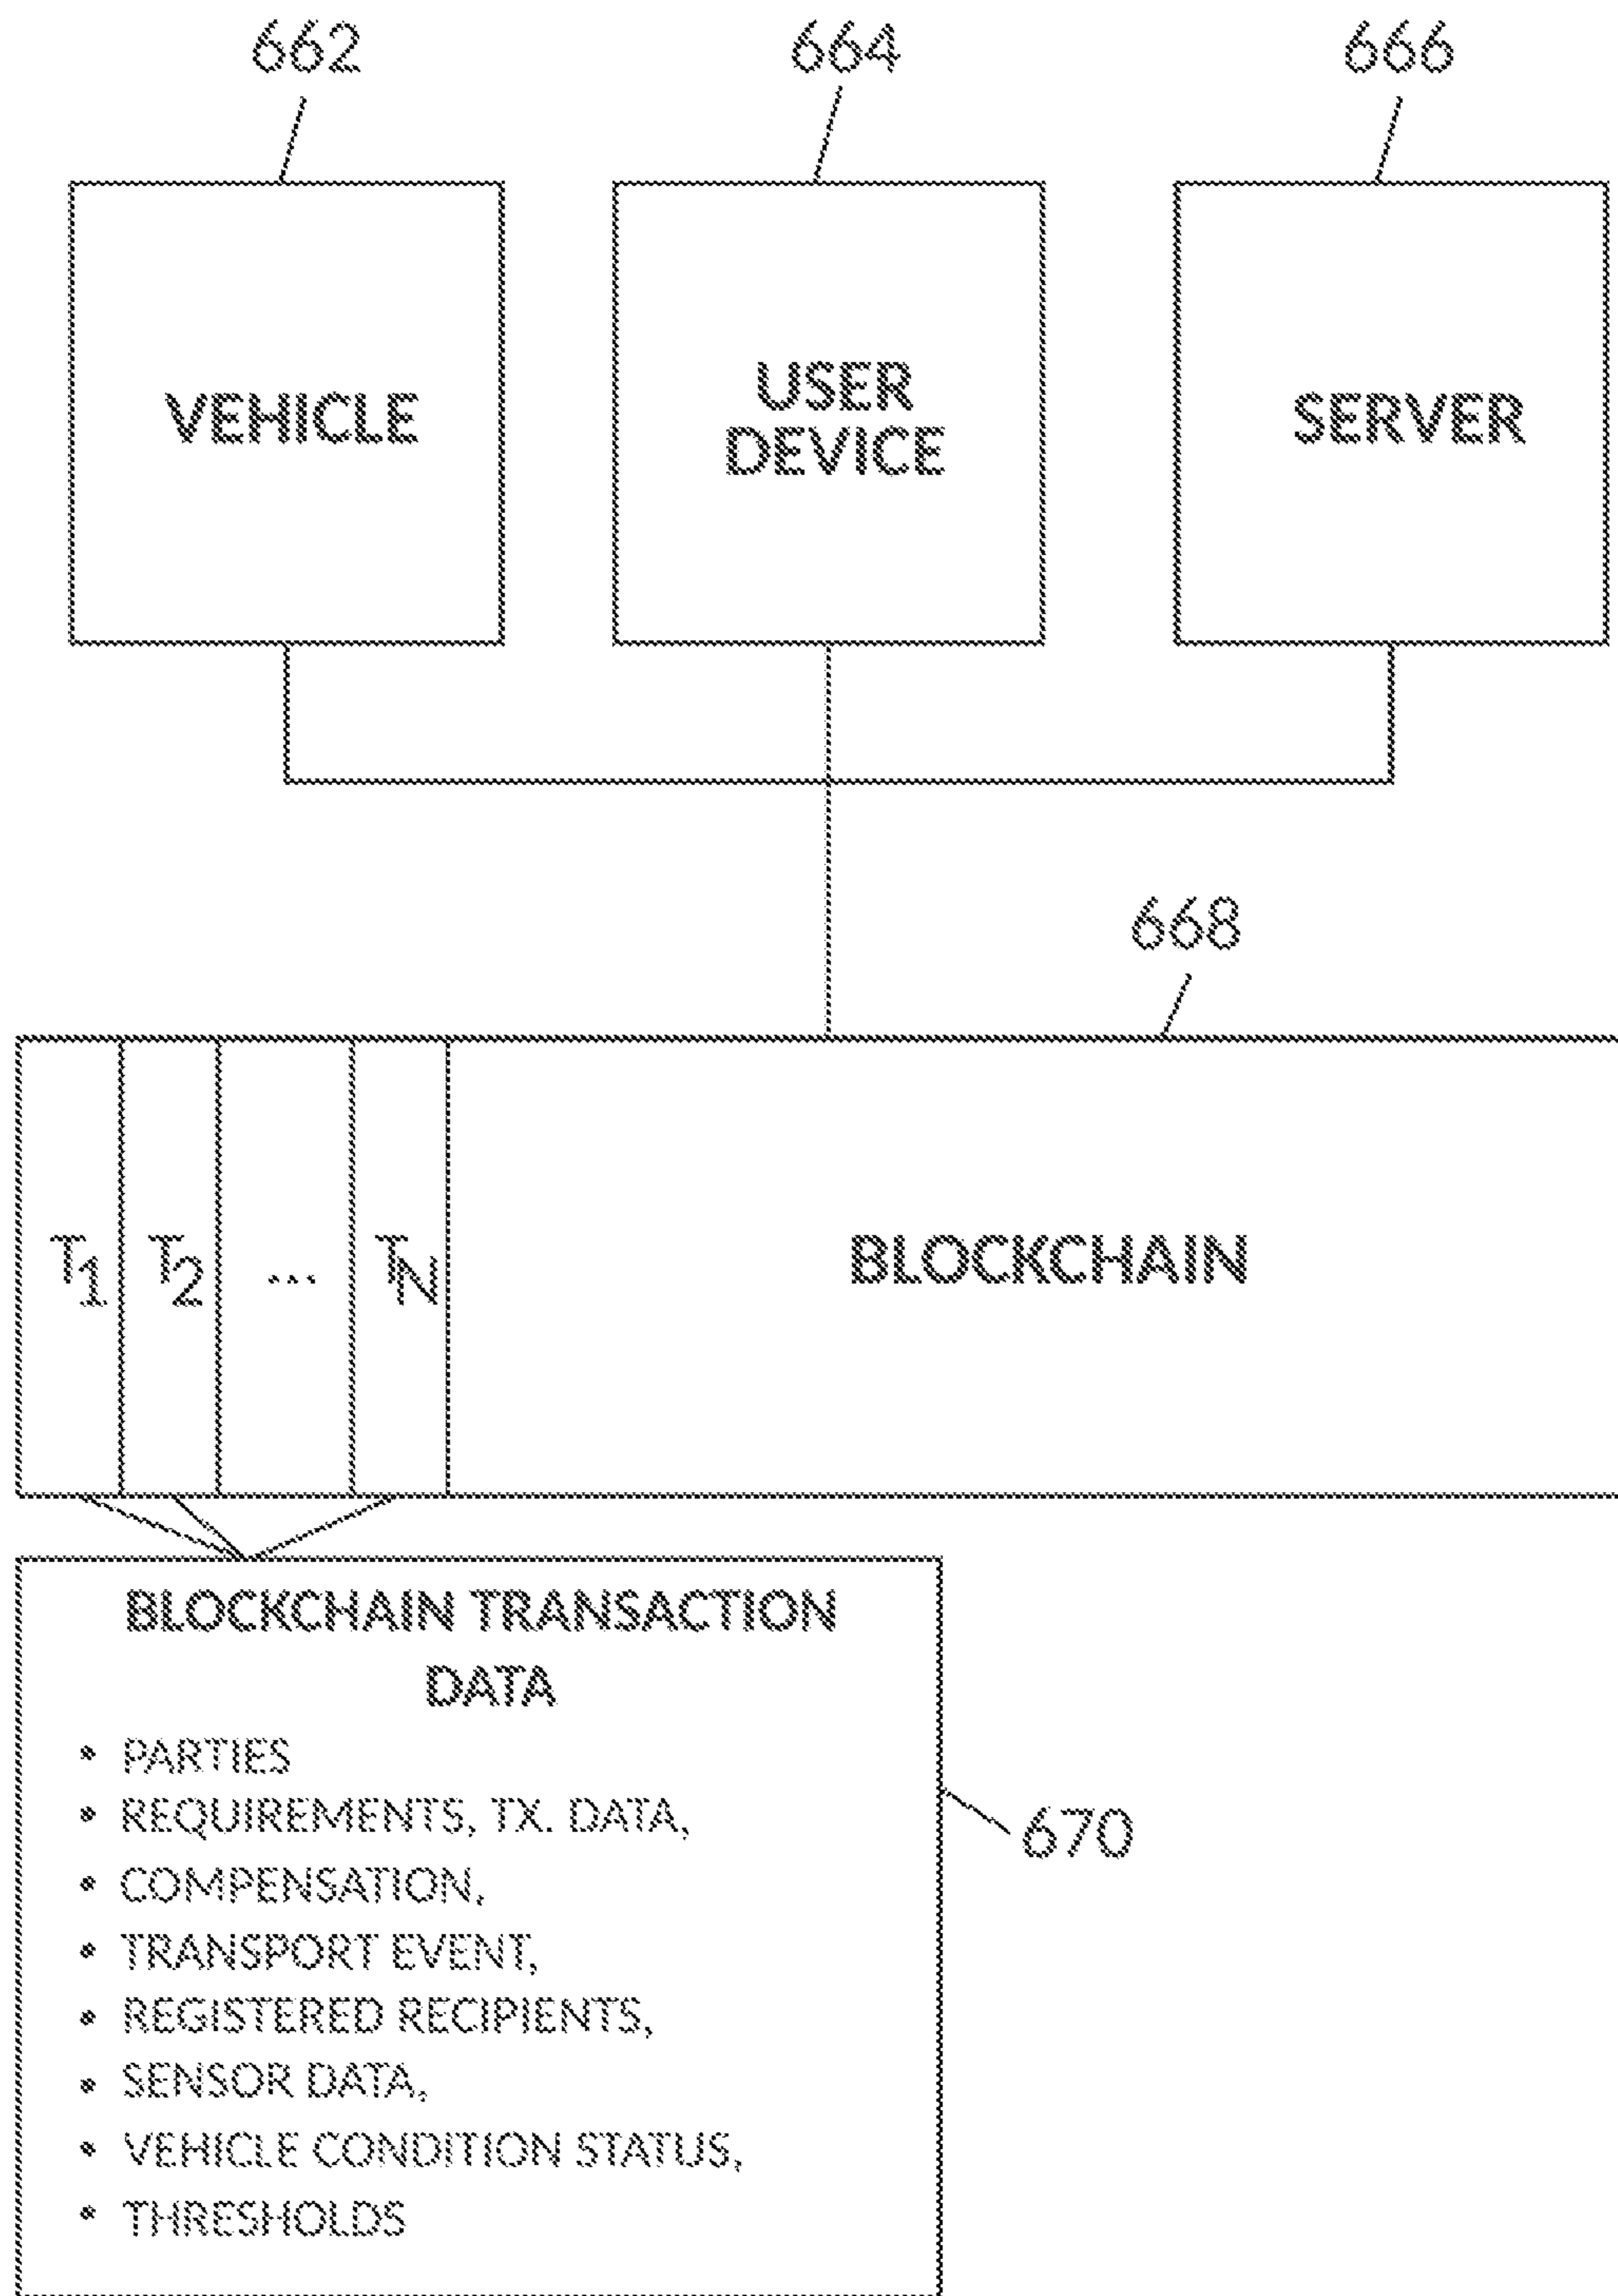 662 664 666
VEHICLE
USER
DEVICE
SERVER
668
T1 T2 ... TN BLOCKCHAIN
BLOCKCHAIN TRANSACTION
DATA
• PARTIES
• REQUIREMENTS, TX. DATA,
• COMPENSATION,
• TRANSPORT EVENT,
• REGISTERED RECIPIENTS,
• SENSOR DATA,
• VEHICLE CONDITION STATUS,
• THRESHOLDS
670